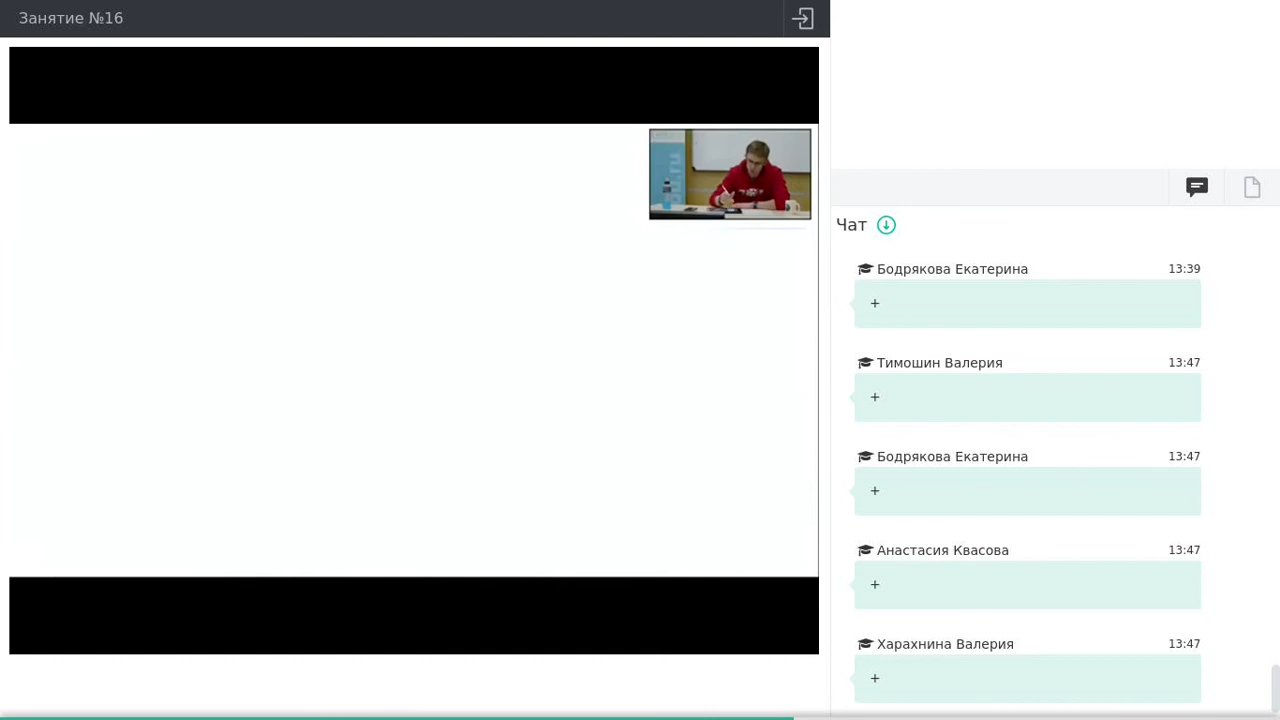 Занятие №16
Чат
Бодрякова Екатерина 13:39
+
Тимошин Валерия 13:47
+
Бодрякова Екатерина 13:47
+
Анастасия Квасова 13:47
+
Харахнина Валерия 13:47
+